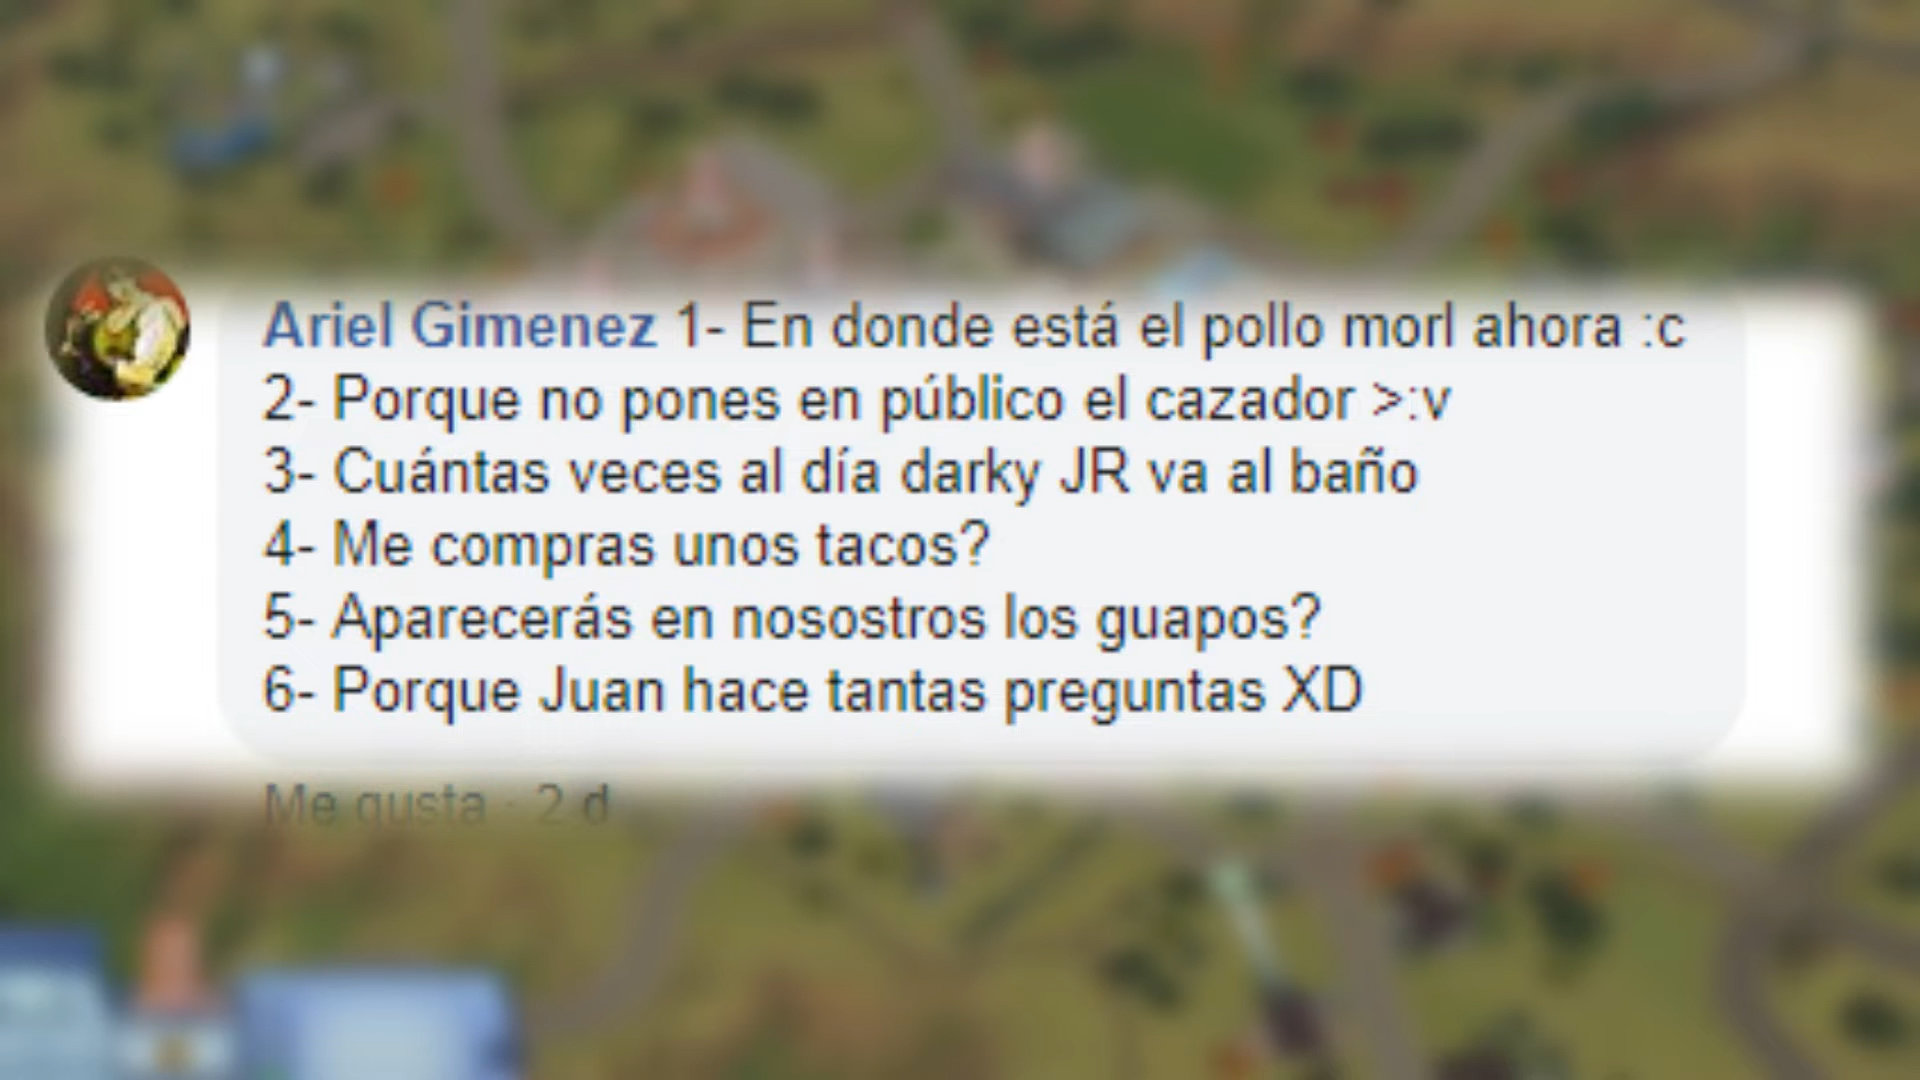 Ariel Gimenez 1- En donde está el pollo morl ahora :c
2- Porque no pones en público el cazador >:v
3- Cuántas veces al día darky JR va al baño
4- Me compras unos tacos?
5- Aparecerás en nosostros los guapos?
6- Porque Juan hace tantas preguntas XD
Me gusta · 2 d